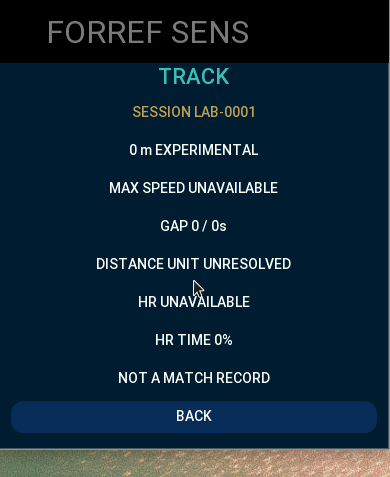 FORREF SENS
TRACK
SESSION LAB-0001
0 m EXPERIMENTAL
MAX SPEED UNAVAILABLE
GAP 0 / 0s
DISTANCE UNIT UNRESOLVED
HR UNAVAILABLE
HR TIME 0%
NOT A MATCH RECORD
BACK